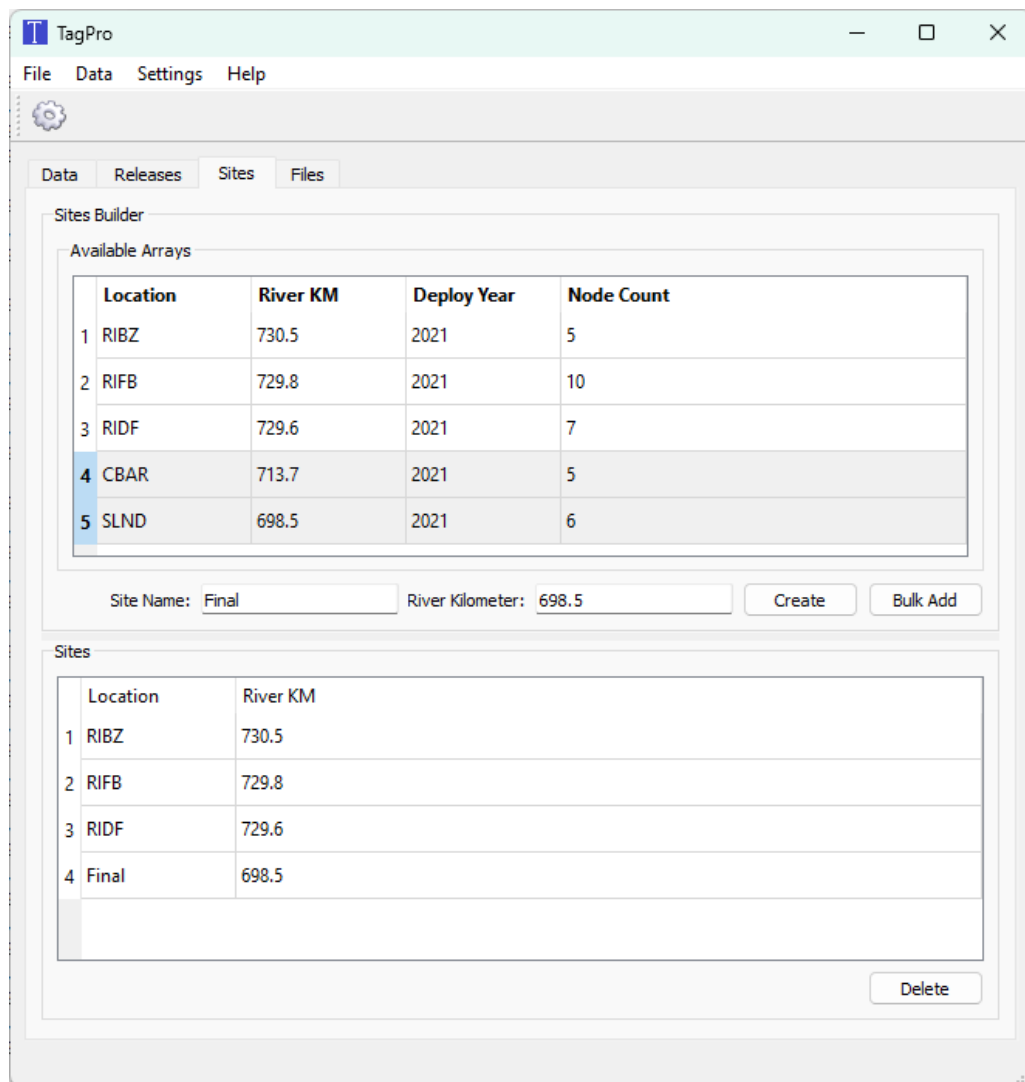 T TagPro
File Data Settings Help
Data Releases Sites Files
Sites Builder
Available Arrays
Location River KM Deploy Year Node Count
1 RIBZ 730.5 2021 5
2 RIFB 729.8 2021 10
3 RIDF 729.6 2021 7
4 CBAR 713.7 2021 5
5 SLND 698.5 2021 6
Site Name: Final River Kilometer: 698.5 Create Bulk Add
Sites
Location River KM
1 RIBZ 730.5
2 RIFB 729.8
3 RIDF 729.6
4 Final 698.5
Delete